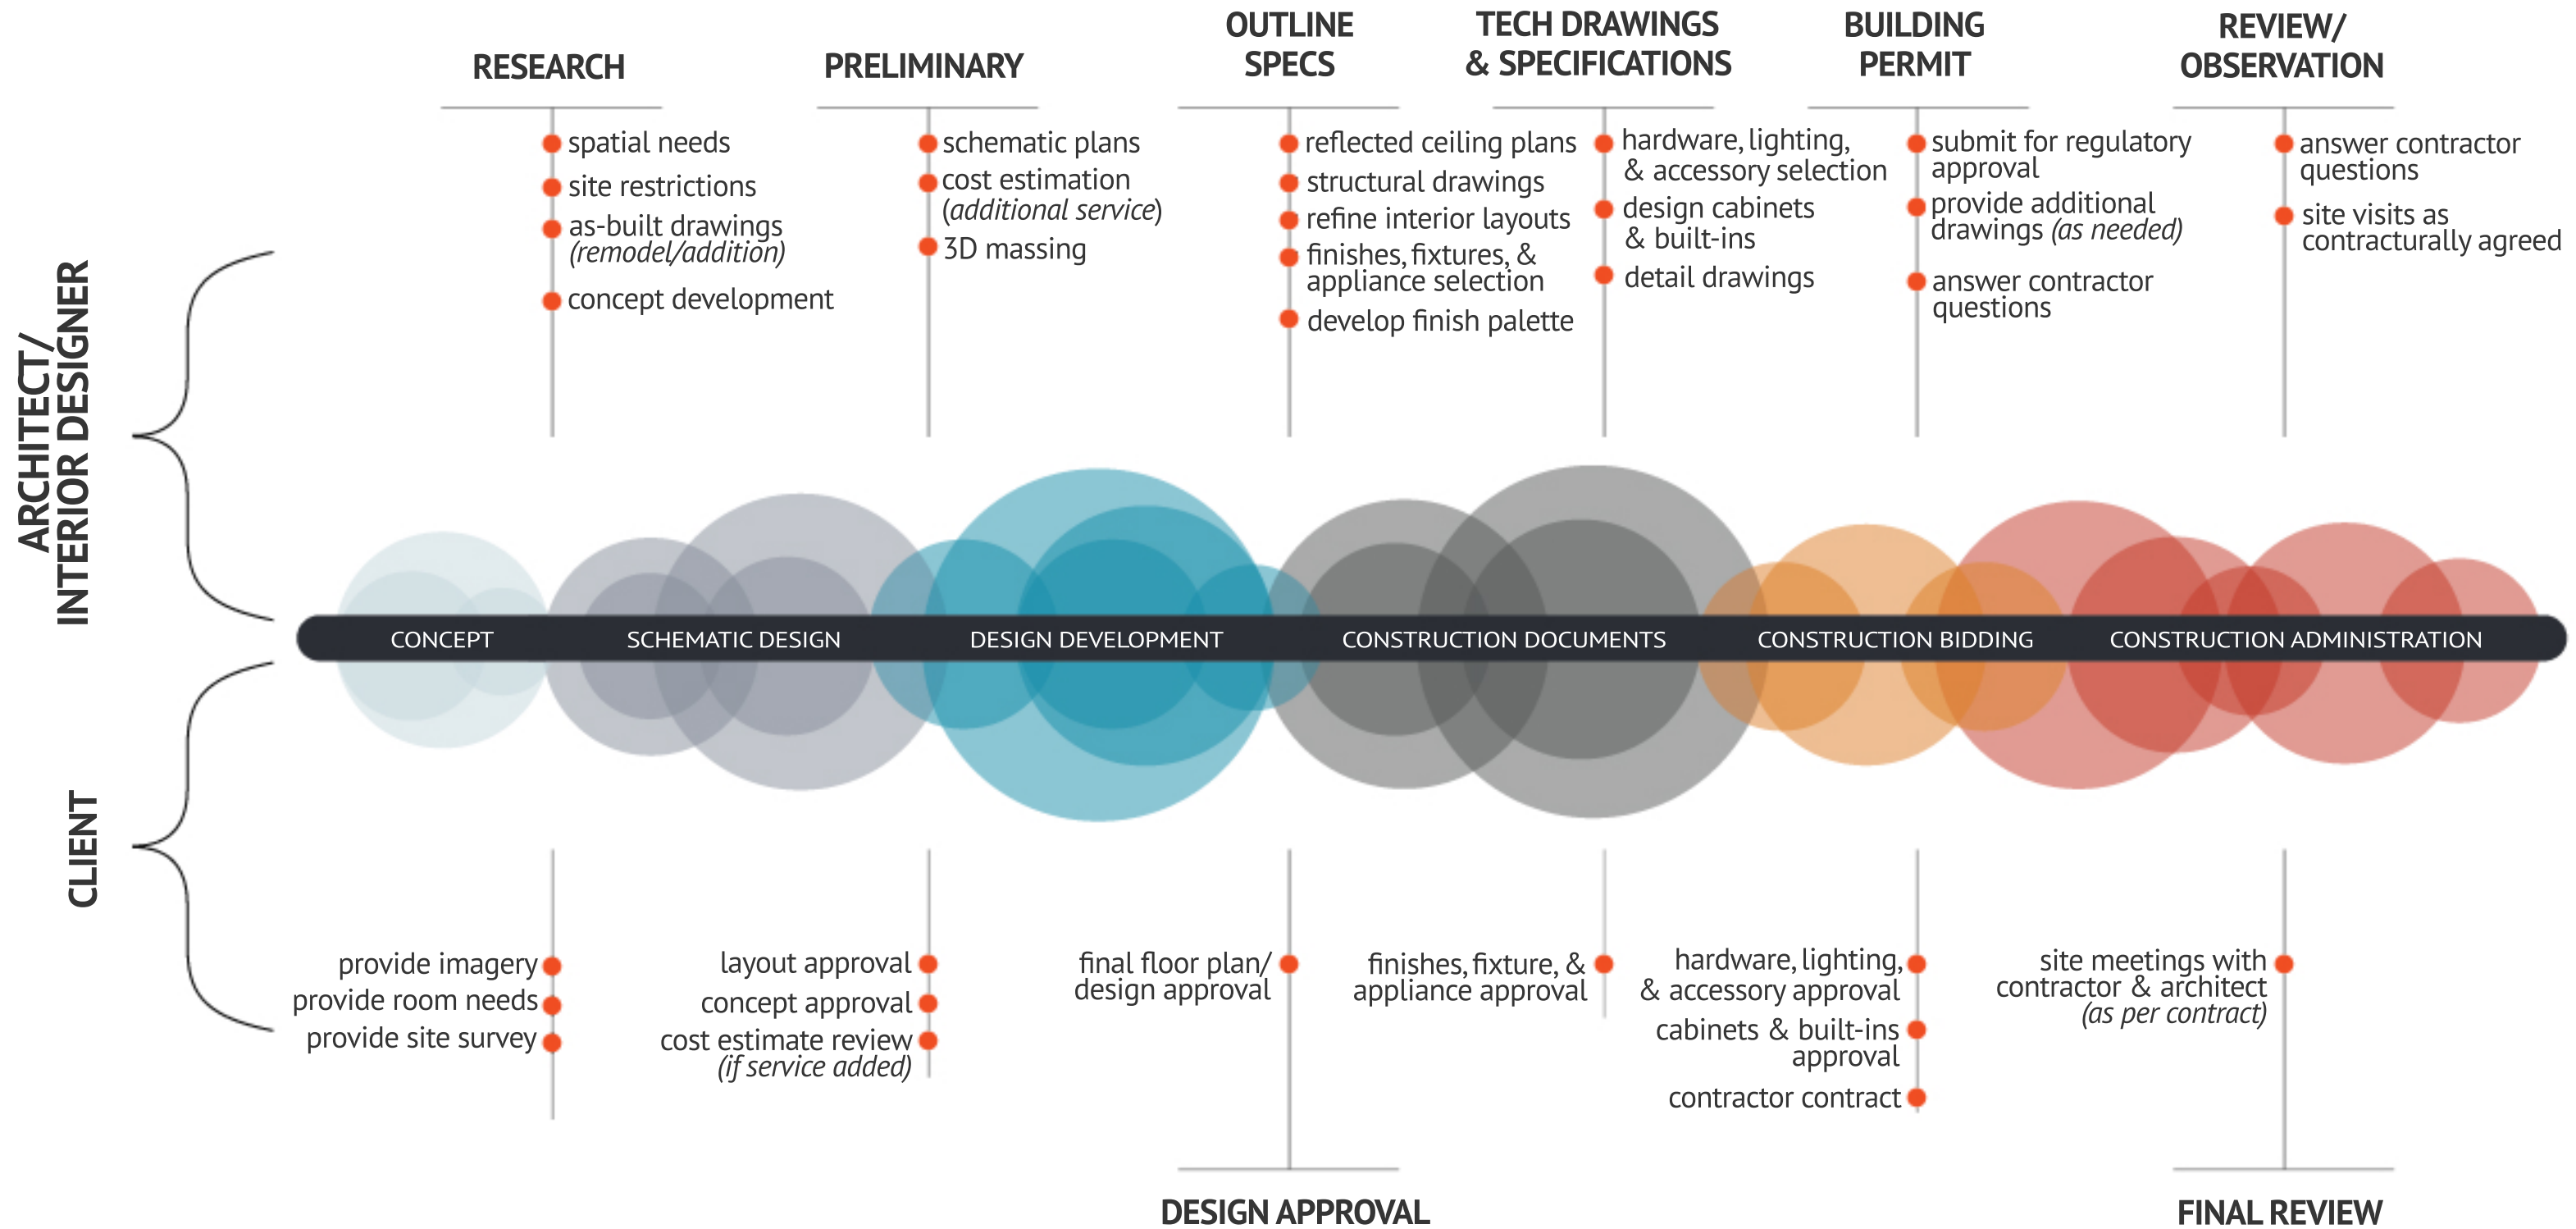 RESEARCH
spatial needs
site restrictions
as-built drawings
(remodel/addition)
concept development
PRELIMINARY
schematic plans
cost estimation
(additional service)
3D massing
OUTLINE
SPECS
reflected ceiling plans
structural drawings
refine interior layouts
finishes, fixtures, &
appliance selection
develop finish palette
TECH DRAWINGS
& SPECIFICATIONS
hardware, lighting,
& accessory selection
design cabinets
& built-ins
detail drawings
BUILDING
PERMIT
submit for regulatory
approval
provide additional
drawings (as needed)
answer contractor
questions
REVIEW/
OBSERVATION
answer contractor
questions
site visits as
contracturally agreed
ARCHITECT/
INTERIOR DESIGNER
CONCEPT
SCHEMATIC DESIGN
DESIGN DEVELOPMENT
CONSTRUCTION DOCUMENTS
CONSTRUCTION BIDDING
CONSTRUCTION ADMINISTRATION
CLIENT
provide imagery
provide room needs
provide site survey
layout approval
concept approval
cost estimate review
(if service added)
final floor plan/
design approval
DESIGN APPROVAL
finishes, fixture, &
appliance approval
hardware, lighting,
& accessory approval
cabinets & built-ins
approval
contractor contract
site meetings with
contractor & architect
(as per contract)
FINAL REVIEW